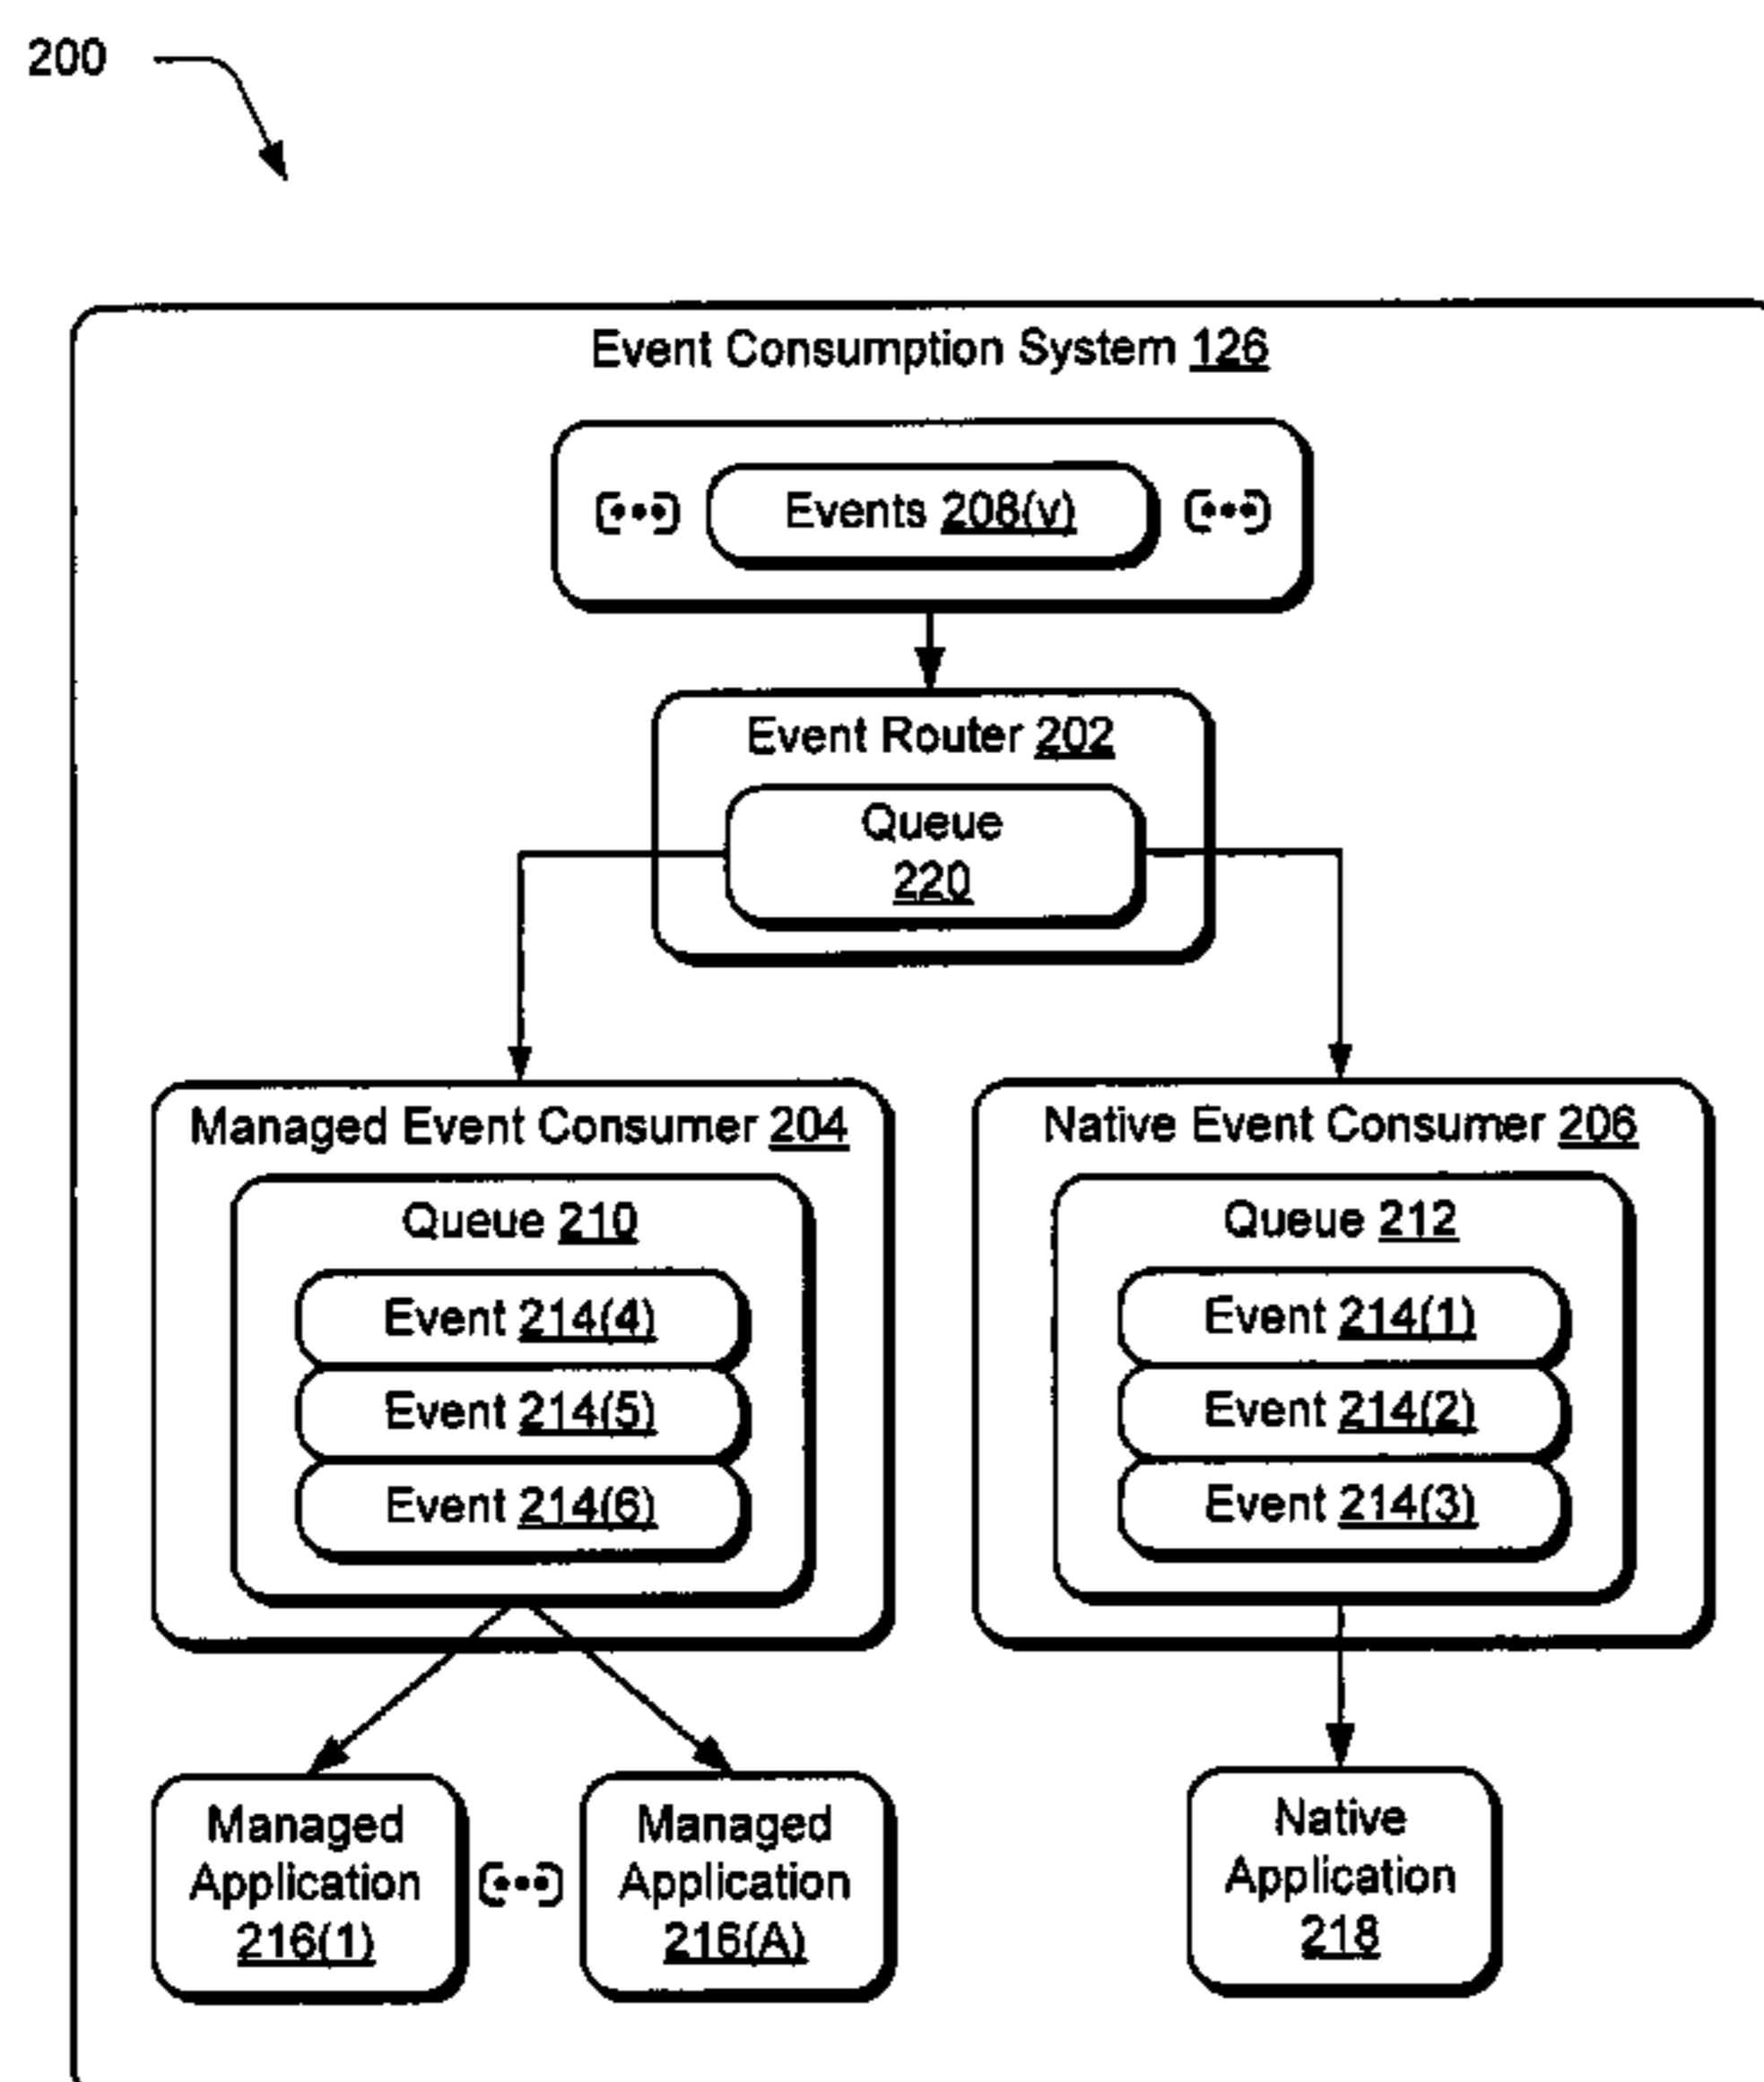 200
Event Consumption System 126
Events 208(v)
Event Router 202
Queue
220
Managed Event Consumer 204
Queue 210
Event 214(4)
Event 214(5)
Event 214(6)
Native Event Consumer 206
Queue 212
Event 214(1)
Event 214(2)
Event 214(3)
Managed
Application
216(1)
Managed
Application
216(A)
Native
Application
218